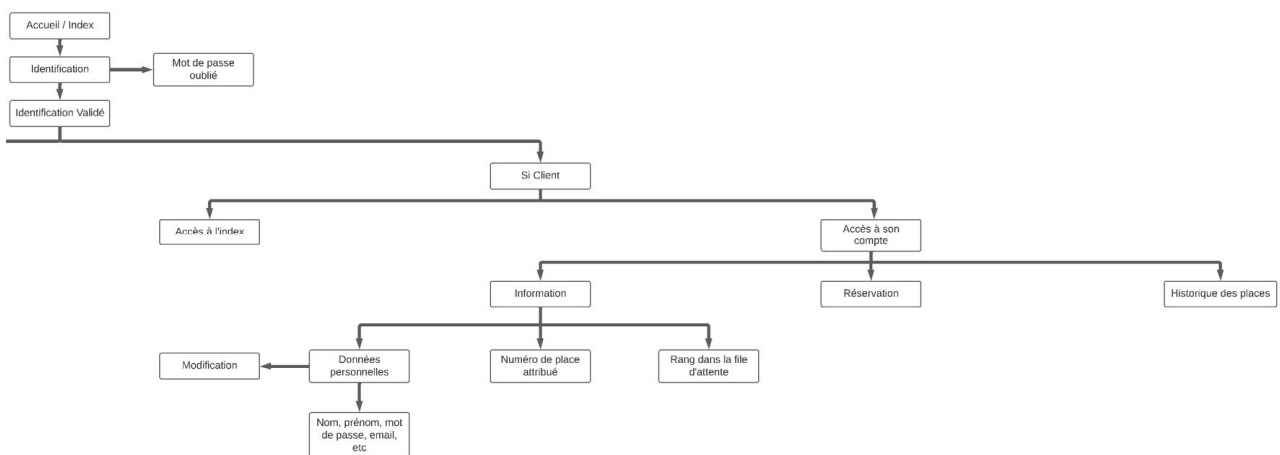 Accueil / Index
Identification
Mot de passe
oublié
Identification Validé
Si Client
Accès à l'index
Accès à son
compte
Information
Réservation
Historique des places
Modification
Données
personnelles
Numéro de place
attribué
Rang dans la file
d'attente
Nom, prénom, mot
de passe, email,
etc